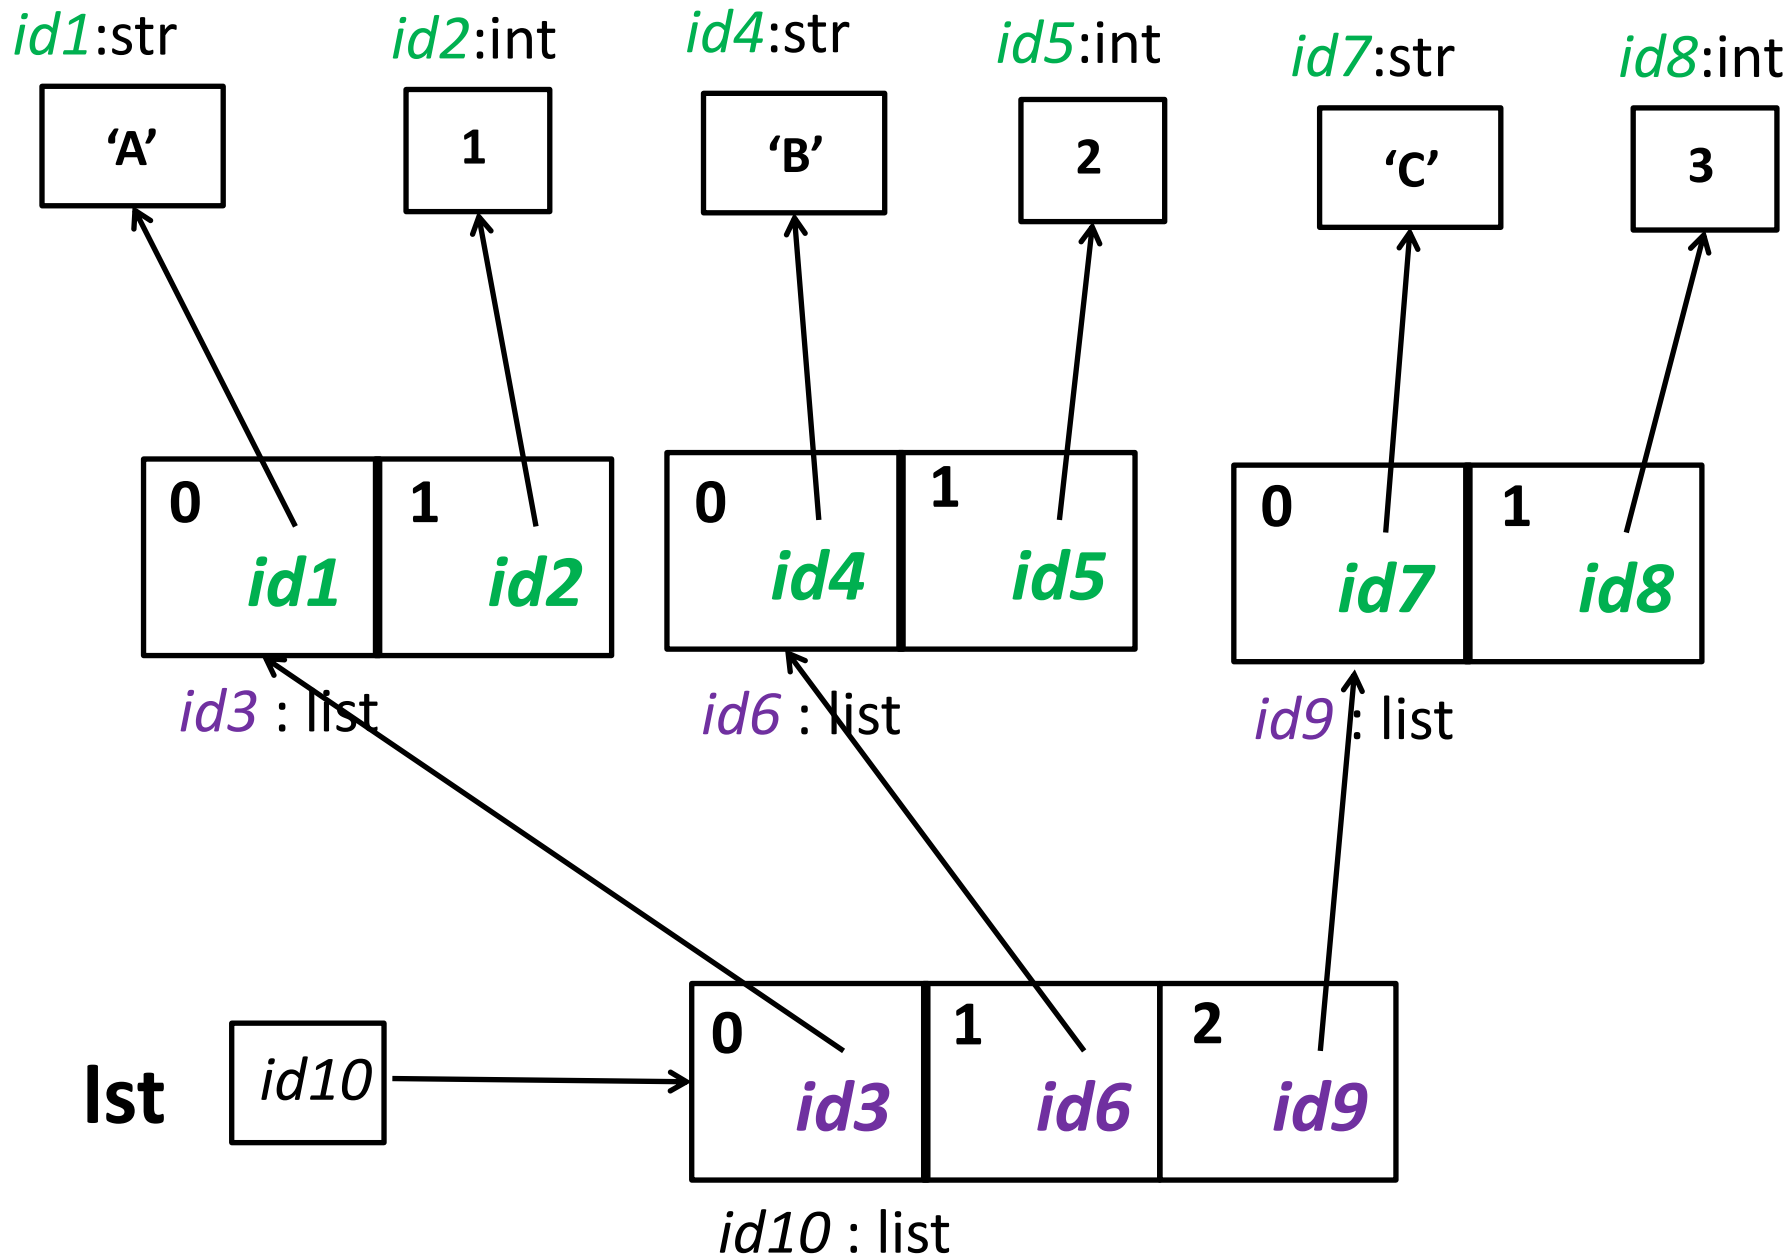 id1:str id2:int id4:str id5:int id7:str id8:int
‘A’ 1 ‘B’ 2 ‘C’ 3
0 1 0 1 0 1
id1 id2 id4 id5 id7 id8
id3 : list id6 : list id9 : list
0 1 2
lst id10 id3 id6 id9
id10 : list